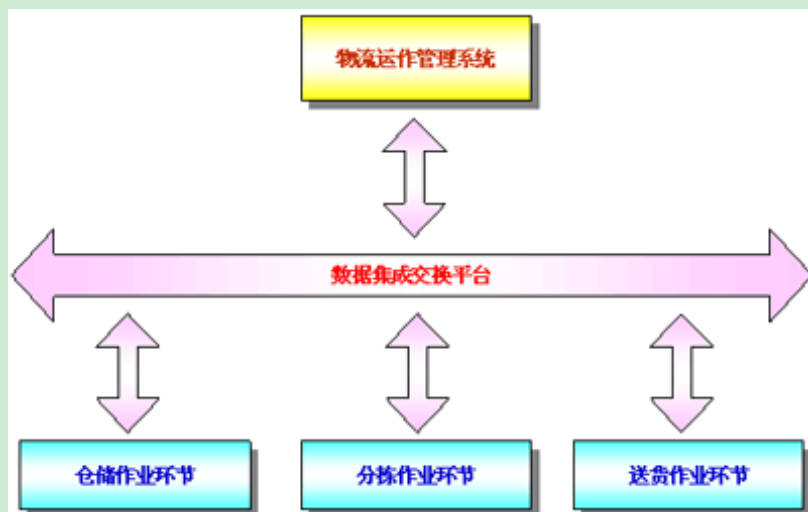 物流运作管理系统
数据集成交换平台
仓储作业环节
分拣作业环节
送货作业环节